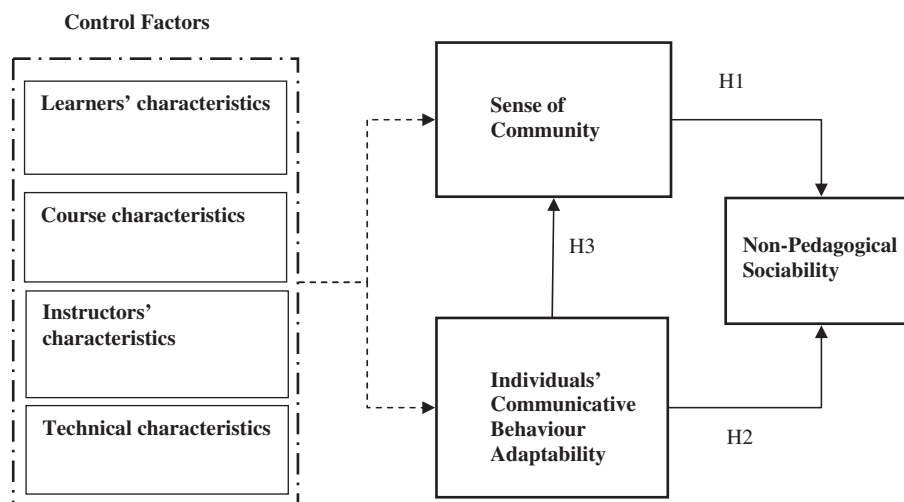 Control Factors
Learners' characteristics
Course characteristics
Instructors'
characteristics
Technical characteristics
Sense of
Community
H1
H3
Non-Pedagogical
Sociability
Individuals'
Communicative
Behaviour
Adaptability
H2